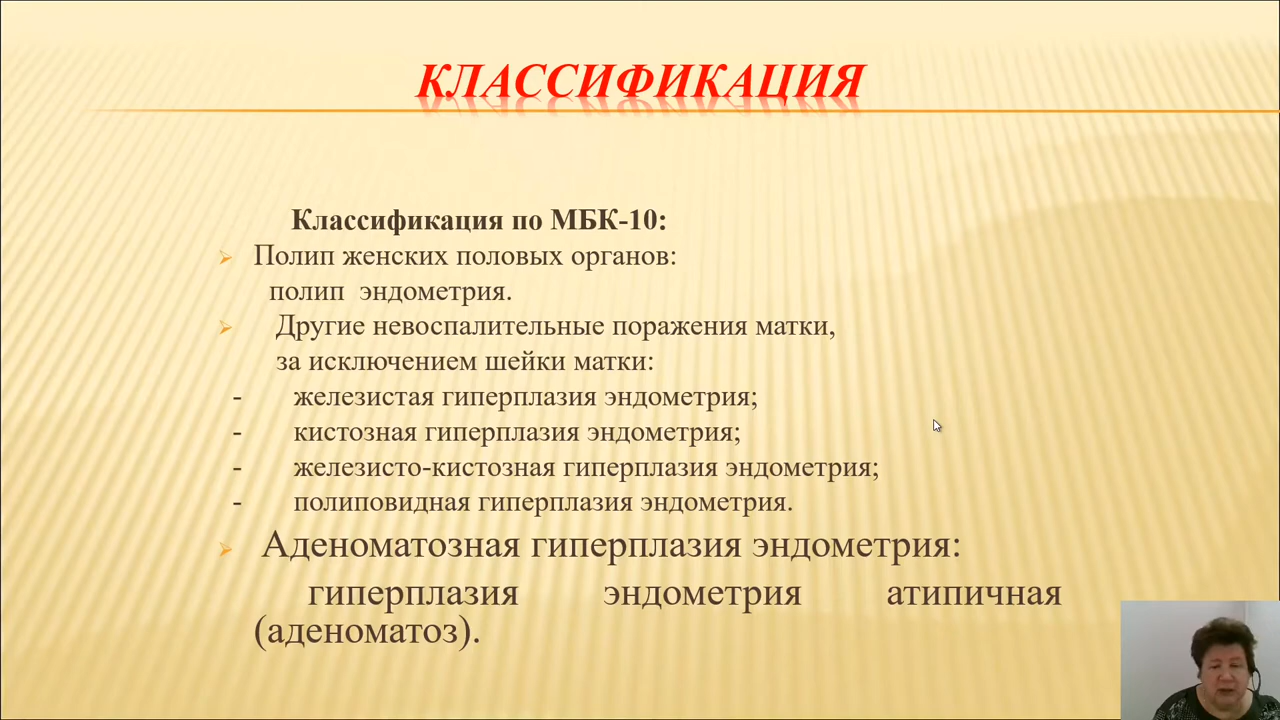 КЛАССИФИКАЦИЯ
Классификация по МБК-10:
Полип женских половых органов:
полип эндометрия.
Другие невоспалительные поражения матки,
за исключением шейки матки:
- железистая гиперплазия эндометрия;
- кистозная гиперплазия эндометрия;
- железисто-кистозная гиперплазия эндометрия;
- полиповидная гиперплазия эндометрия.
Аденоматозная гиперплазия эндометрия:
гиперплазия эндометрия атипичная
(аденоматоз).